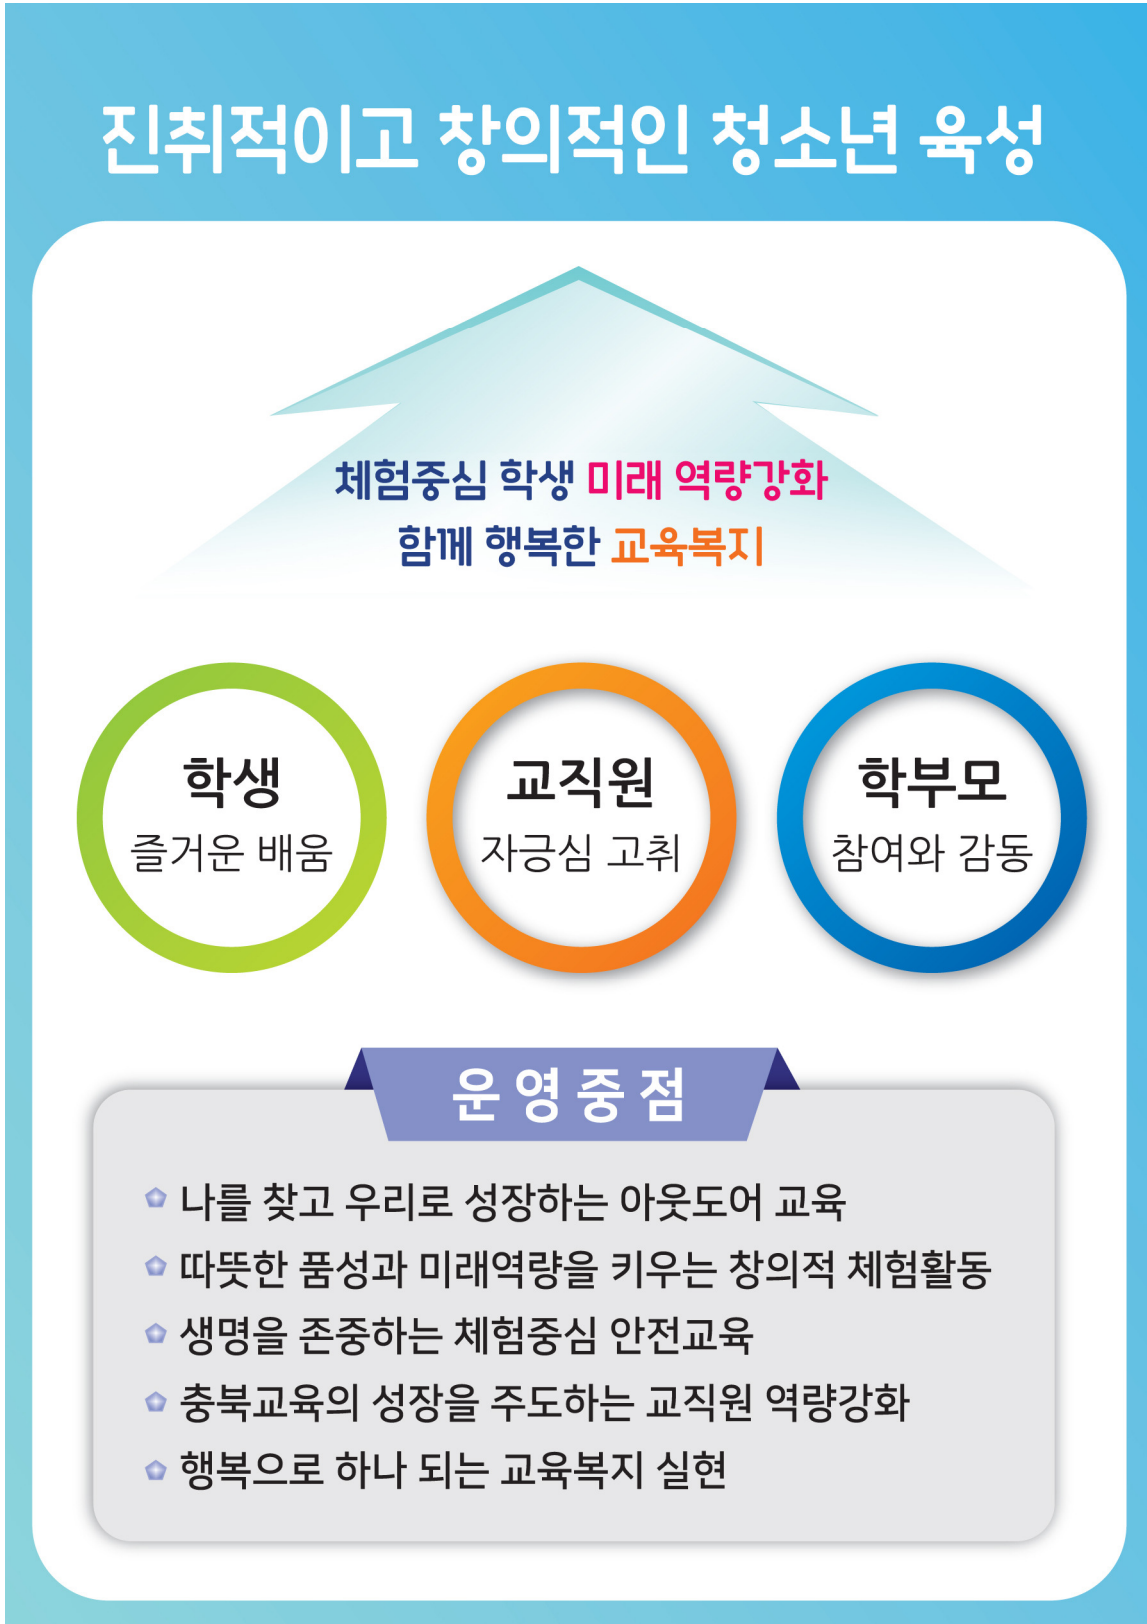 진취적이고 창의적인 청소년 육성
체험중심 학생 미래 역량강화
함께 행복한 교육복지
학생
즐거운 배움
교직원
자긍심 고취
학부모
참여와 감동
운영중점
나를 찾고 우리로 성장하는 아웃도어 교육
따뜻한 품성과 미래역량을 키우는 창의적 체험활동
생명을 존중하는 체험중심 안전교육
충북교육의 성장을 주도하는 교직원 역량강화
행복으로 하나 되는 교육복지 실현